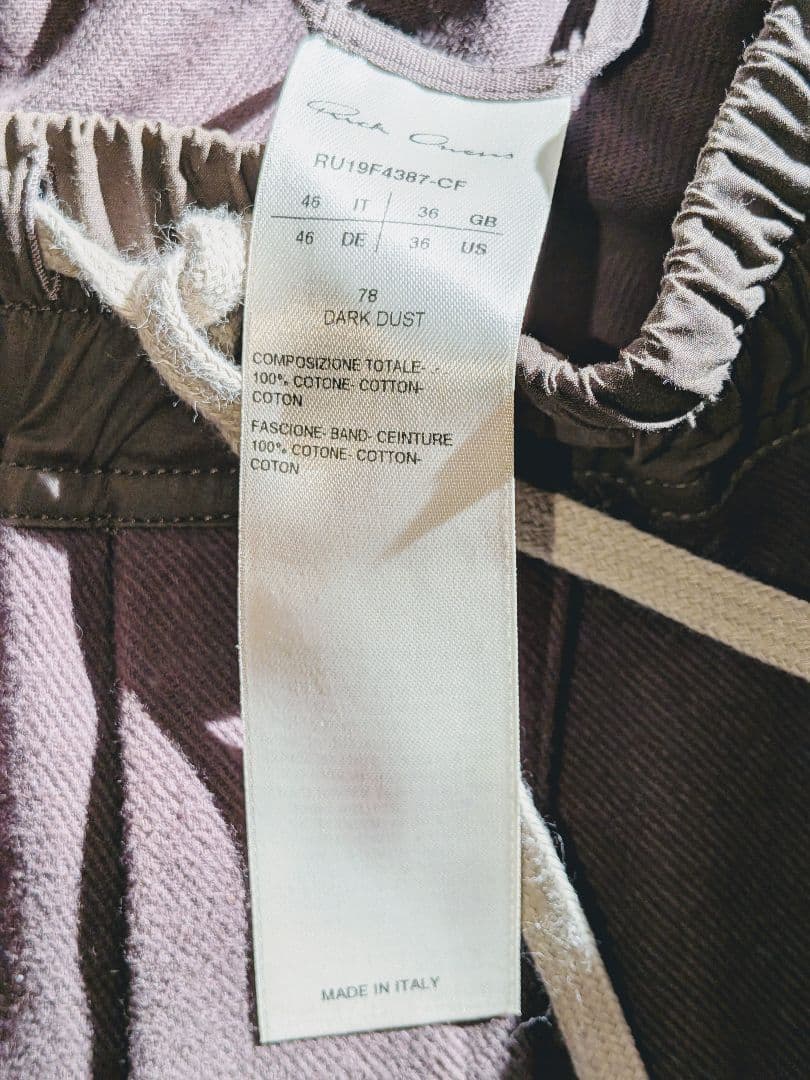 Rick Owens
RU19F4387-CF
46 IT 36 GB
46 DE 36 US
78
DARK DUST
COMPOSIZIONE TOTALE- -
100% COTONE- COTTON-
COTON
FASCIONE- BAND- CEINTURE
100% COTONE- COTTON-
COTON
MADE IN ITALY